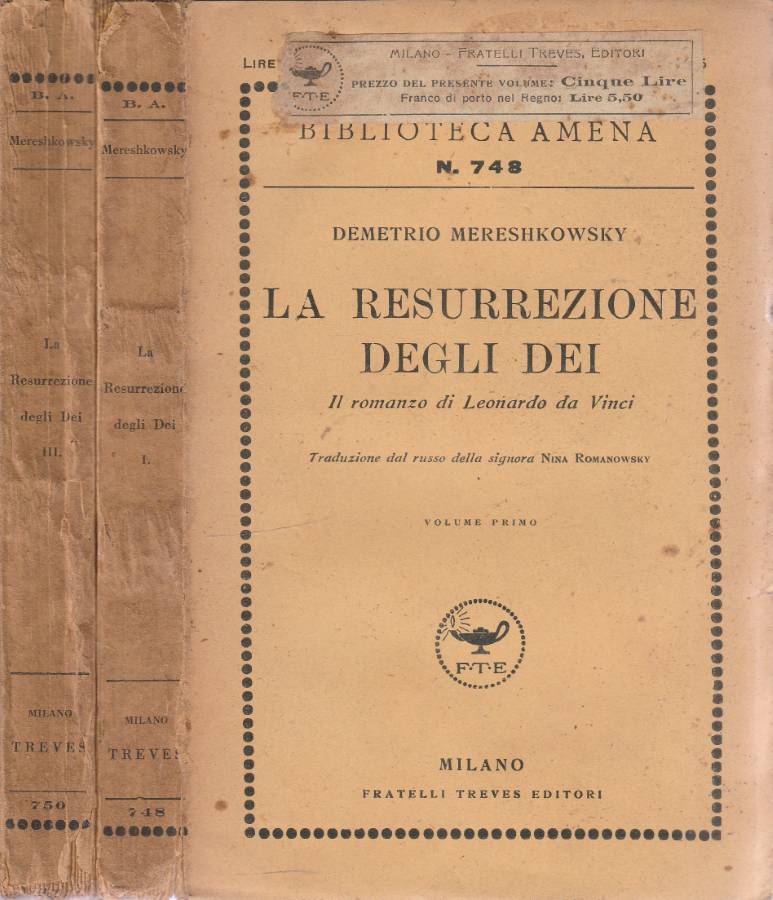 B. A.
Mereshkowsky
La
Resurrezione
degli Dei
III.
MILANO
TREVES
750
B. A.
Mereshkowsky
La
Resurrezione
degli Dei
I.
MILANO
TREVES
748
LIRE
MILANO - FRATELLI TREVES, EDITORI
PREZZO DEL PRESENTE VOLUME: Cinque Lire
Franco di porto nel Regno: Lire 5,50
F·T·E
BIBLIOTECA AMENA
N. 748
DEMETRIO MERESHKOWSKY
LA RESURREZIONE
DEGLI DEI
Il romanzo di Leonardo da Vinci
Traduzione dal russo della signora NINA ROMANOWSKY
VOLUME PRIMO
F·T·E
MILANO
FRATELLI TREVES EDITORI